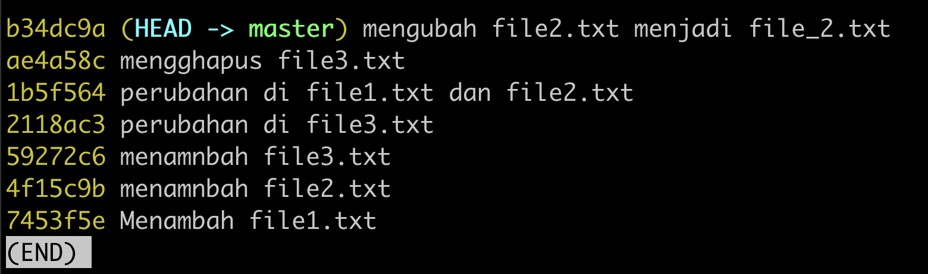 b34dc9a (HEAD -> master) mengubah file2.txt menjadi file_2.txt
ae4a58c mengghapus file3.txt
1b5f564 perubahan di file1.txt dan file2.txt
2118ac3 perubahan di file3.txt
59272c6 menamnbah file3.txt
4f15c9b menamnbah file2.txt
7453f5e Menambah file1.txt
(END)